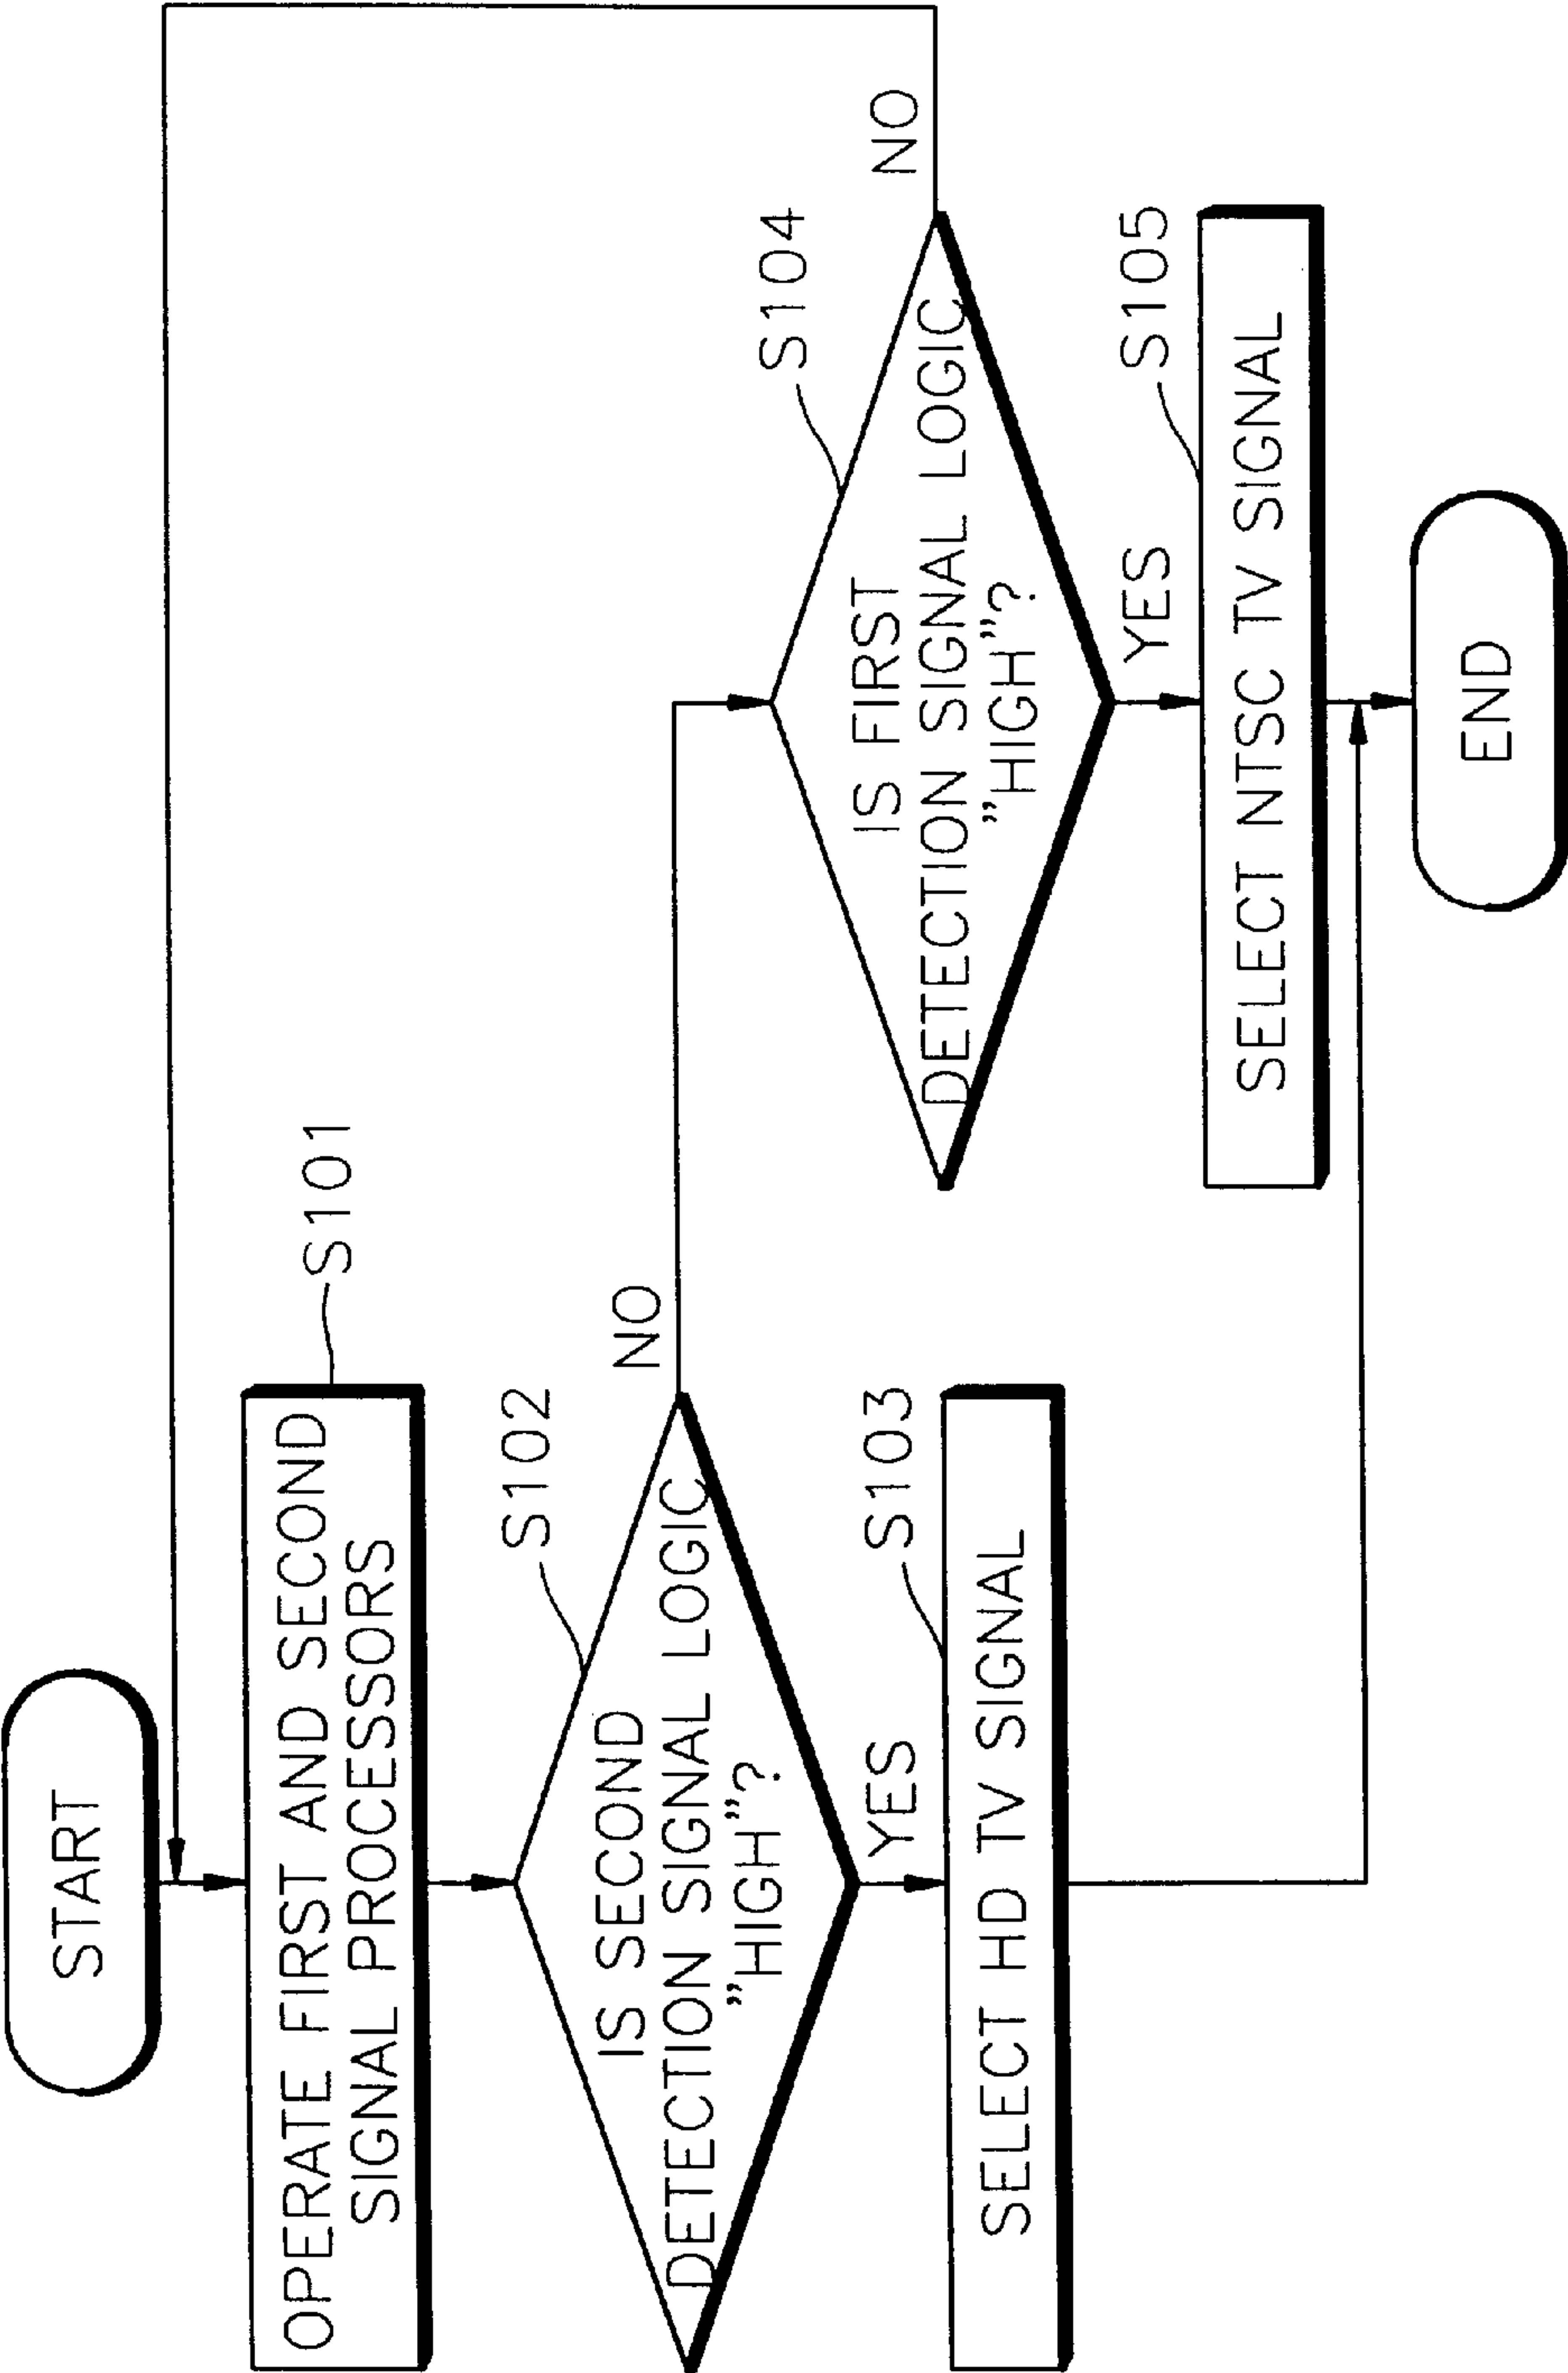 START
OPERATE FIRST AND SECOND
SIGNAL PROCESSORS
S101
IS SECOND
DETECTION SIGNAL LOGIC
"HIGH"?
S102
NO
YES
SELECT HD TV SIGNAL
S103
IS FIRST
DETECTION SIGNAL LOGIC
"HIGH"?
S104
NO
YES
SELECT NTSC TV SIGNAL
S105
END